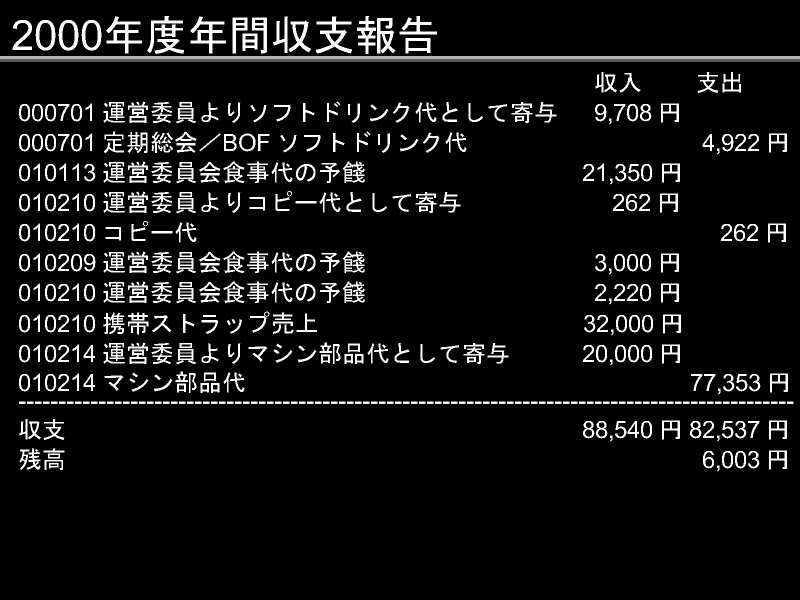 2000年度年間収支報告
収入 支出
000701 運営委員よりソフトドリンク代として寄与 9,708 円
000701 定期総会／BOF ソフトドリンク代 4,922 円
010113 運営委員会食事代の予餞 21,350 円
010210 運営委員よりコピー代として寄与 262 円
010210 コピー代 262 円
010209 運営委員会食事代の予餞 3,000 円
010210 運営委員会食事代の予餞 2,220 円
010210 携帯ストラップ売上 32,000 円
010214 運営委員よりマシン部品代として寄与 20,000 円
010214 マシン部品代 77,353 円
収支 88,540 円 82,537 円
残高 6,003 円